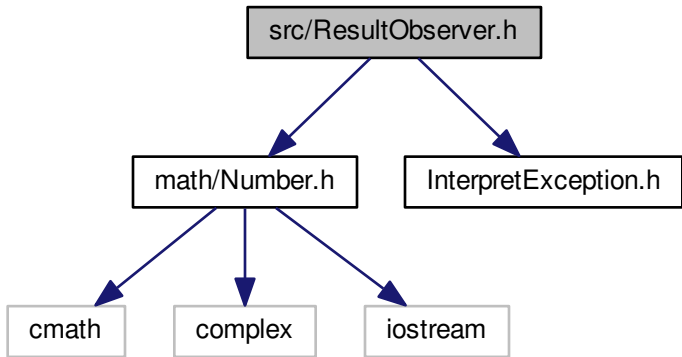 src/ResultObserver.h
math/Number.h
InterpretException.h
cmath
complex
iostream